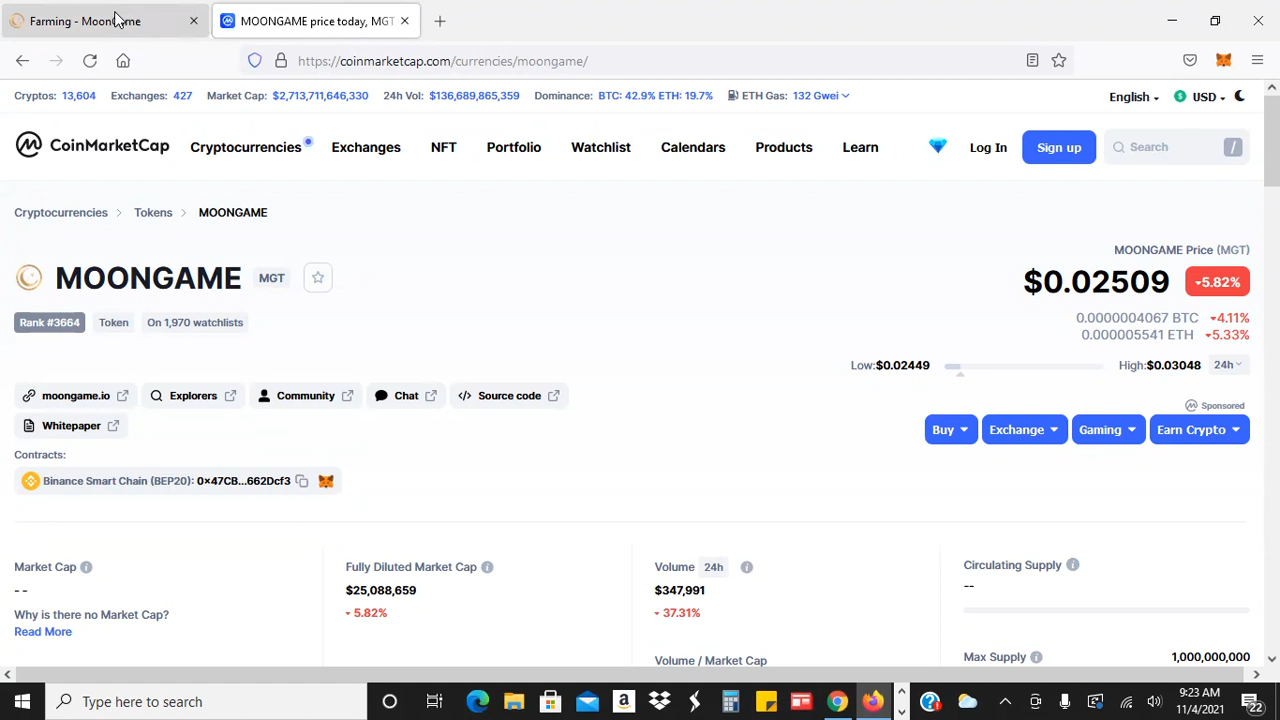 Farming - Moongame
MOONGAME price today, MGT
https://coinmarketcap.com/currencies/moongame/
Cryptos: 13,604 Exchanges: 427 Market Cap: $2,713,711,646,330 24h Vol: $136,689,865,359 Dominance: BTC: 42.9% ETH: 19.7% ETH Gas: 132 Gwei English USD
CoinMarketCap Cryptocurrencies Exchanges NFT Portfolio Watchlist Calendars Products Learn Log In Sign up Search /
Cryptocurrencies Tokens MOONGAME
MOONGAME Price (MGT)
MOONGAME MGT $0.02509 5.82%
0.0000004067 BTC 4.11%
Rank #3664 Token On 1,970 watchlists
0.000005541 ETH 5.33%
Low: $0.02449 High: $0.03048 24h
moongame.io Explorers Community Chat Source code
Sponsored
Whitepaper
Buy Exchange Gaming Earn Crypto
Contracts:
Binance Smart Chain (BEP20): 0x47CB...662Dcf3
Market Cap Fully Diluted Market Cap Volume 24h Circulating Supply
- - $25,088,659 $347,991 --
Why is there no Market Cap? 5.82% 37.31%
Read More
Volume / Market Cap Max Supply 1,000,000,000
Type here to search
9:23 AM
11/4/2021
22